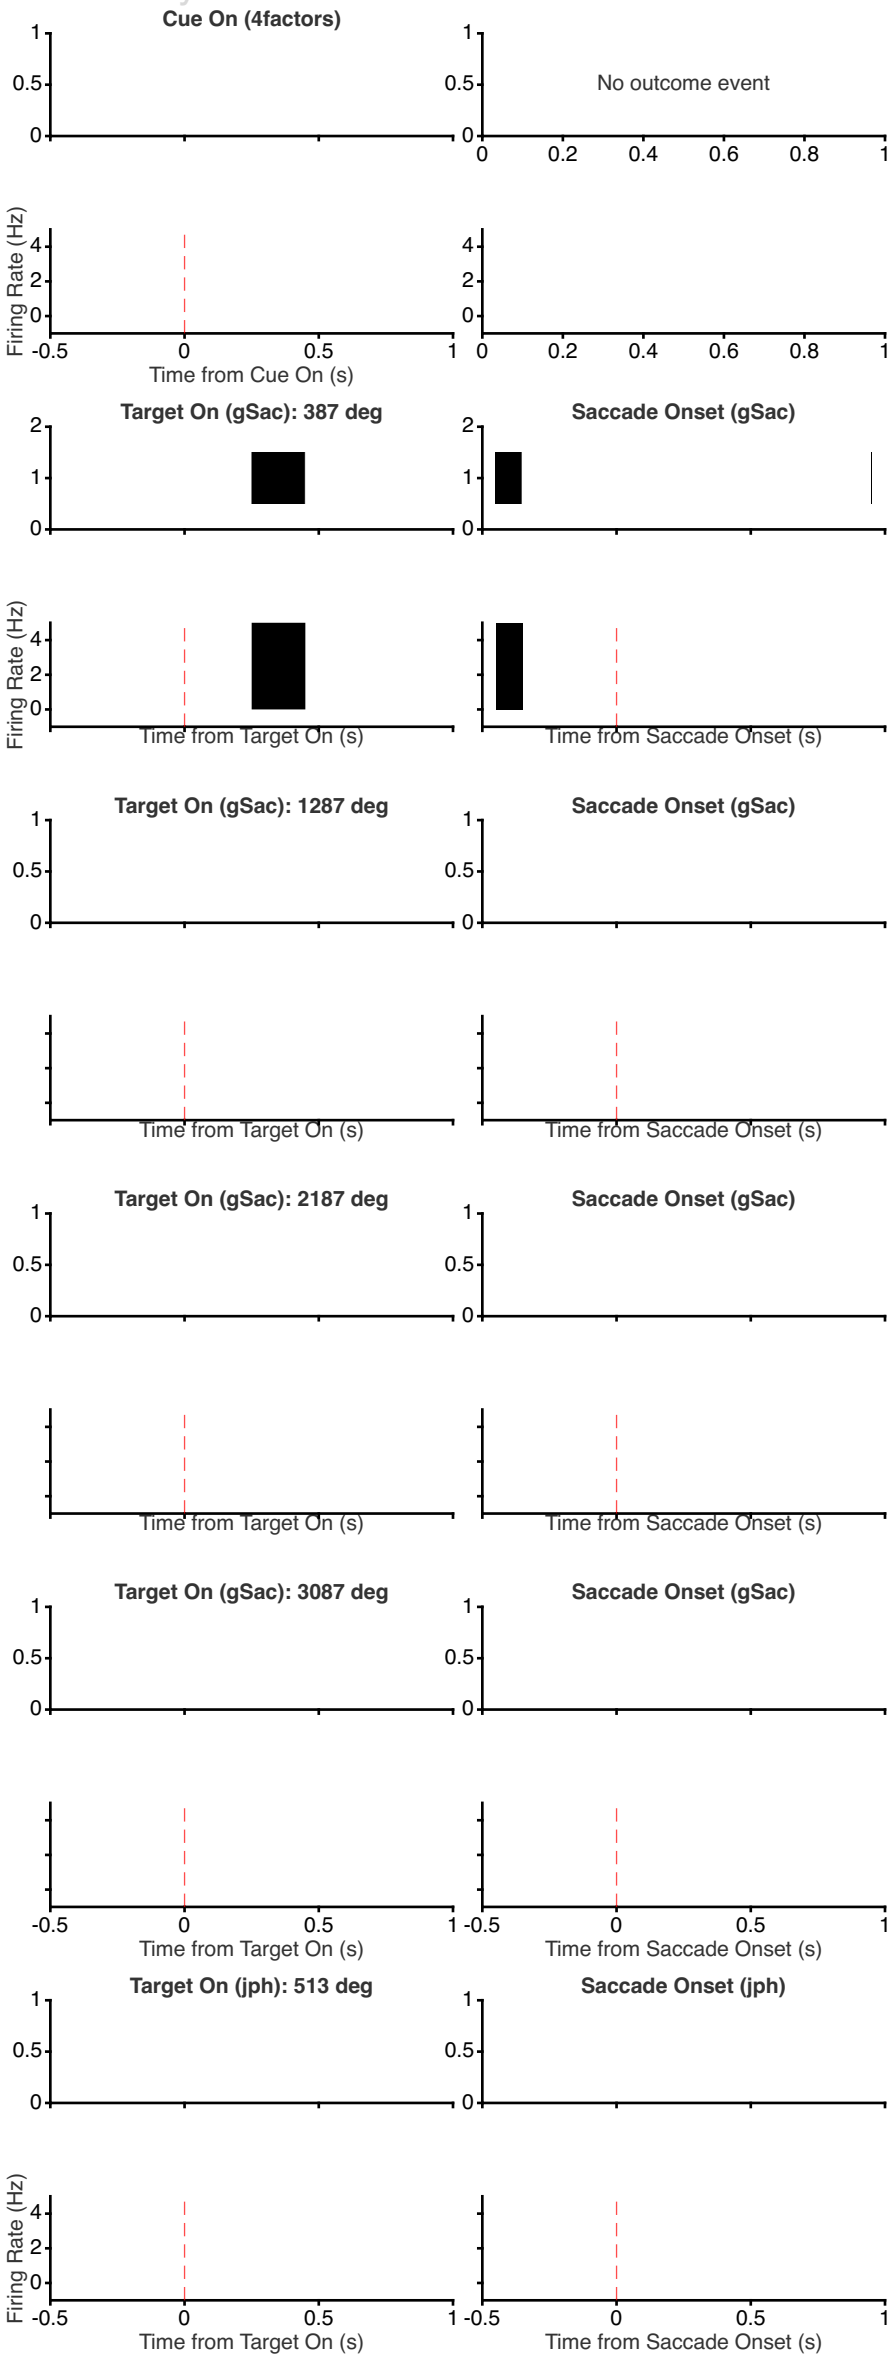 Cue On (4factors)
1
0.5
0
1
0.5
0
No outcome event
0 0.2 0.4 0.6 0.8 1
Firing Rate (Hz)
4
2
0
-0.5 0 0.5 1
Time from Cue On (s)
4
2
0
0 0.2 0.4 0.6 0.8 1
Target On (gSac): 387 deg
2
1
0
Saccade Onset (gSac)
2
1
0
Firing Rate (Hz)
4
2
0
Time from Target On (s)
Time from Saccade Onset (s)
Target On (gSac): 1287 deg
1
0.5
0
Saccade Onset (gSac)
1
0.5
0
Time from Target On (s)
Time from Saccade Onset (s)
Target On (gSac): 2187 deg
1
0.5
0
Saccade Onset (gSac)
1
0.5
0
Time from Target On (s)
Time from Saccade Onset (s)
Target On (gSac): 3087 deg
1
0.5
0
Saccade Onset (gSac)
1
0.5
0
-0.5 0 0.5 1
Time from Target On (s)
-0.5 0 0.5 1
Time from Saccade Onset (s)
Target On (jph): 513 deg
1
0.5
0
Saccade Onset (jph)
1
0.5
0
Firing Rate (Hz)
4
2
0
-0.5 0 0.5 1
Time from Target On (s)
-0.5 0 0.5 1
Time from Saccade Onset (s)